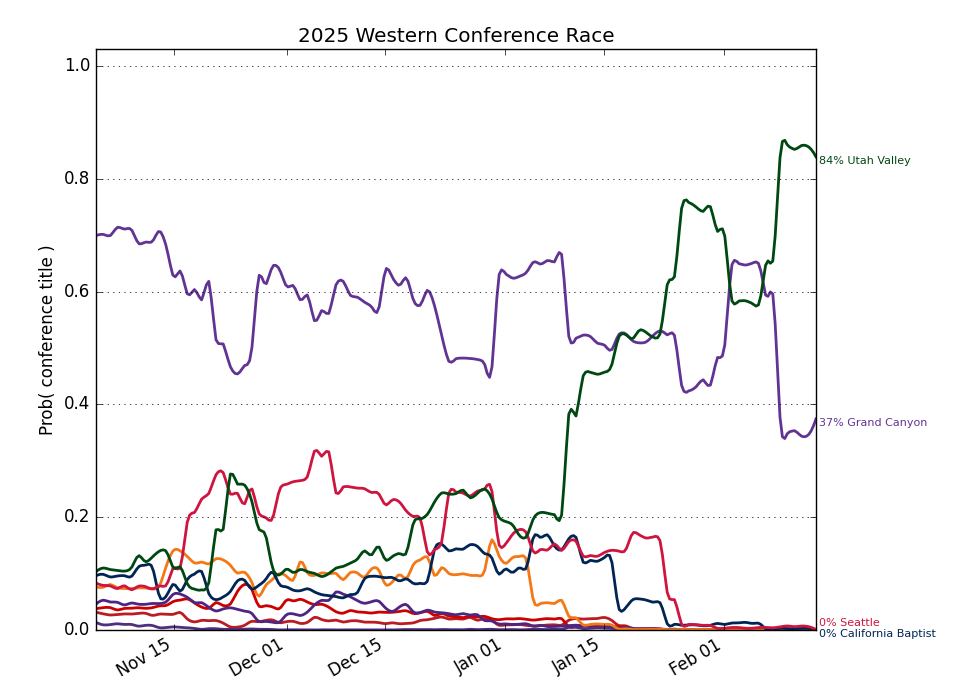 2025 Western Conference Race
Prob( conference title )
1.0
0.8
0.6
0.4
0.2
0.0
Nov 15
Dec 01
Dec 15
Jan 01
Jan 15
Feb 01
84% Utah Valley
37% Grand Canyon
0% Seattle
0% California Baptist